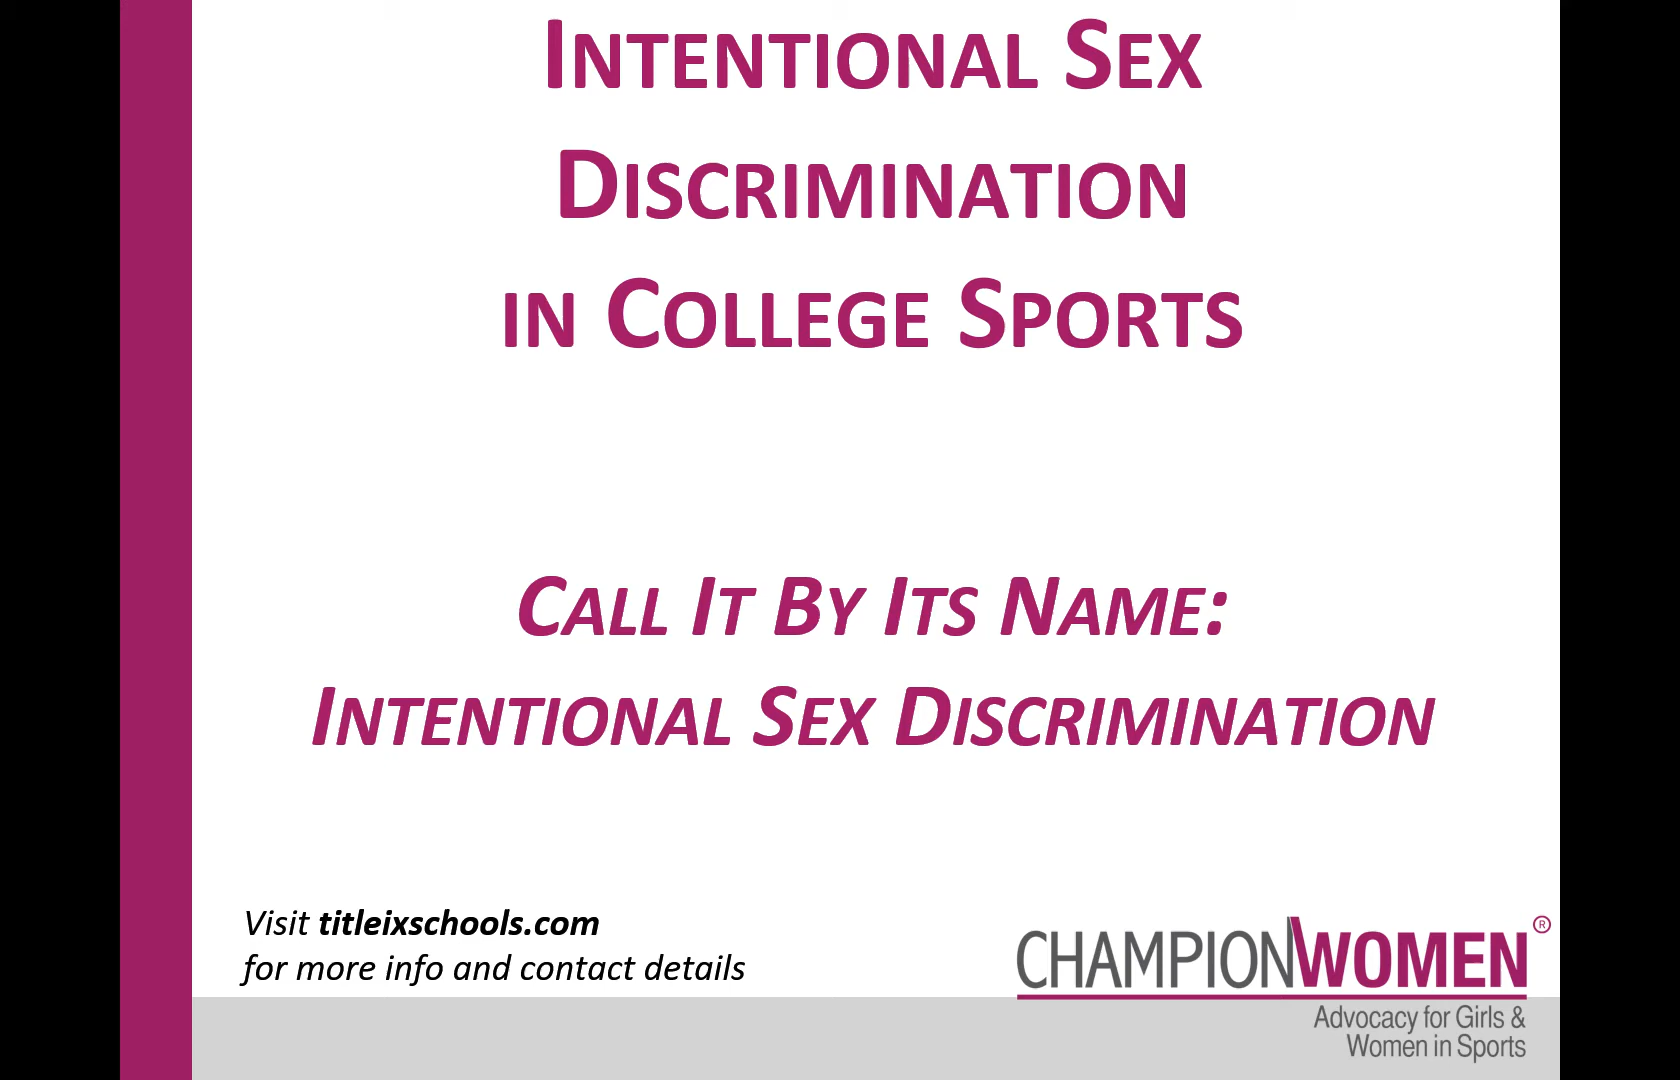 INTENTIONAL SEX
DISCRIMINATION
IN COLLEGE SPORTS
CALL IT BY ITS NAME:
INTENTIONAL SEX DISCRIMINATION
Visit titleixschools.com
for more info and contact details
CHAMPIONWOMEN®
Advocacy for Girls &
Women in Sports